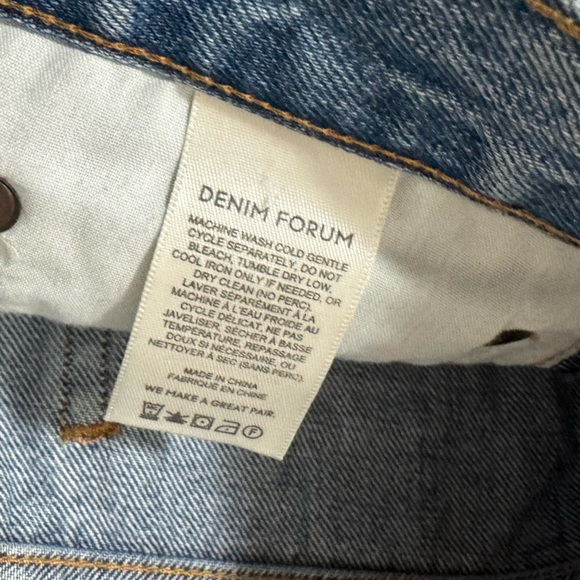 DENIM FORUM
MACHINE WASH COLD GENTLE
CYCLE SEPARATELY, DO NOT
BLEACH, TUMBLE DRY LOW,
COOL IRON ONLY IF NEEDED, OR
DRY CLEAN (NO PERC).
LAVER SÉPARÉMENT À LA
MACHINE À L'EAU FROIDE AU
CYCLE DÉLICAT, NE PAS
JAVELISER, SÉCHER À BASSE
TEMPÉRATURE, REPASSAGE
DOUX SI NÉCESSAIRE, OU
NETTOYER À SEC (SANS PERC).
MADE IN CHINA
FABRIQUÉ EN CHINE
WE MAKE A GREAT PAIR.
F